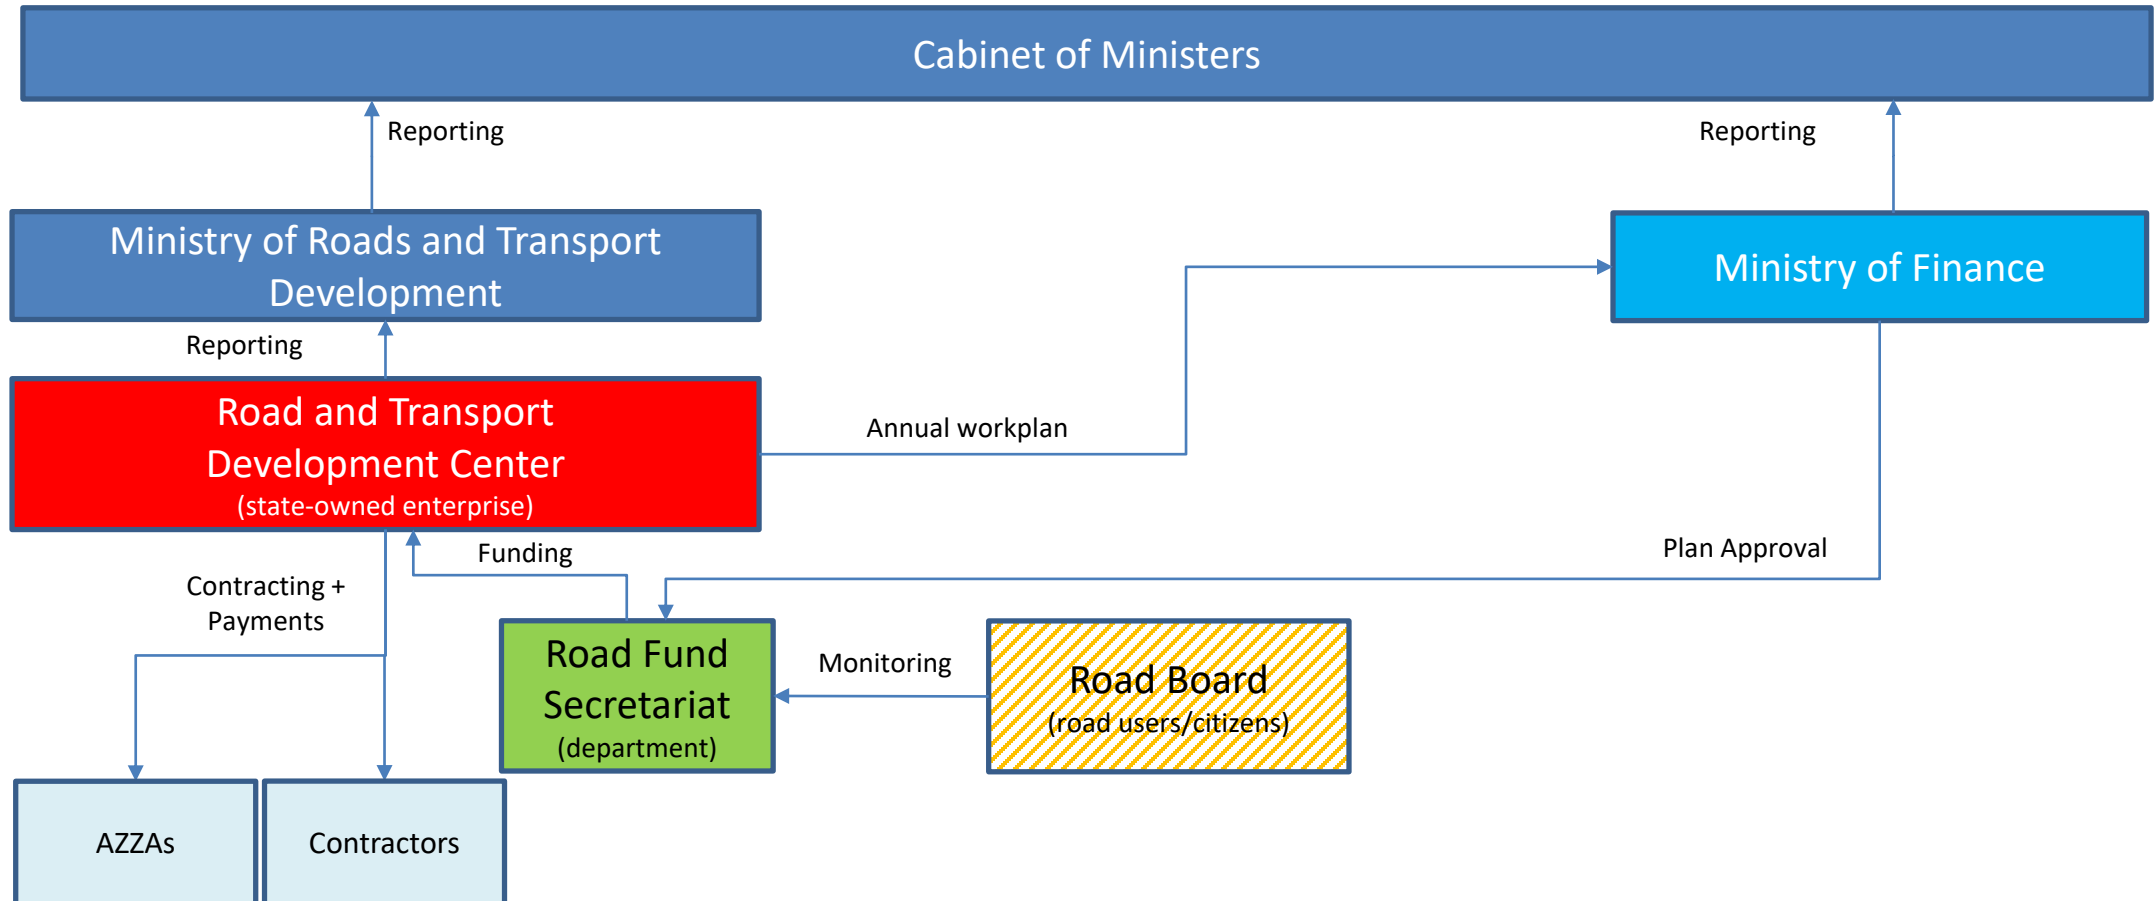 Cabinet of Ministers
Reporting
Reporting
Ministry of Roads and Transport
Development
Ministry of Finance
Reporting
Road and Transport
Development Center
(state-owned enterprise)
Annual workplan
Funding
Plan Approval
Contracting +
Payments
Road Fund
Secretariat
(department)
Monitoring
Road Board
(road users/citizens)
AZZAs
Contractors